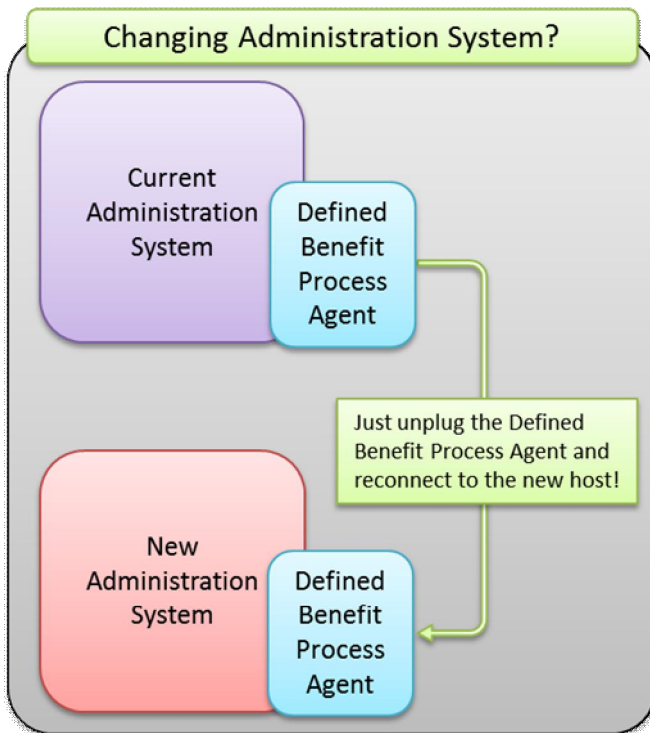 Changing Administration System?
Current
Administration
System
Defined
Benefit
Process
Agent
Just unplug the Defined
Benefit Process Agent and
reconnect to the new host!
New
Administration
System
Defined
Benefit
Process
Agent